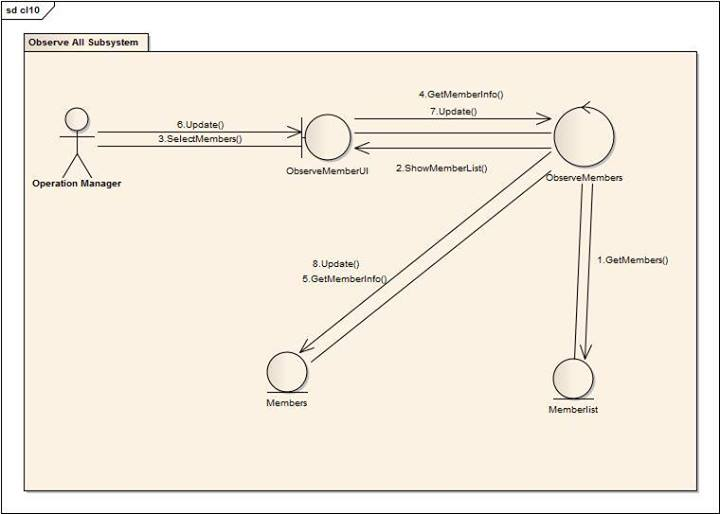 sd cl10
Observe All Subsystem
4.GetMemberInfo()
7.Update()
6.Update()
3.SelectMembers()
2.ShowMemberList()
ObserveMemberUI
ObserveMembers
Operation Manager
1.GetMembers()
8.Update()
5.GetMemberInfo()
Members
Memberlist